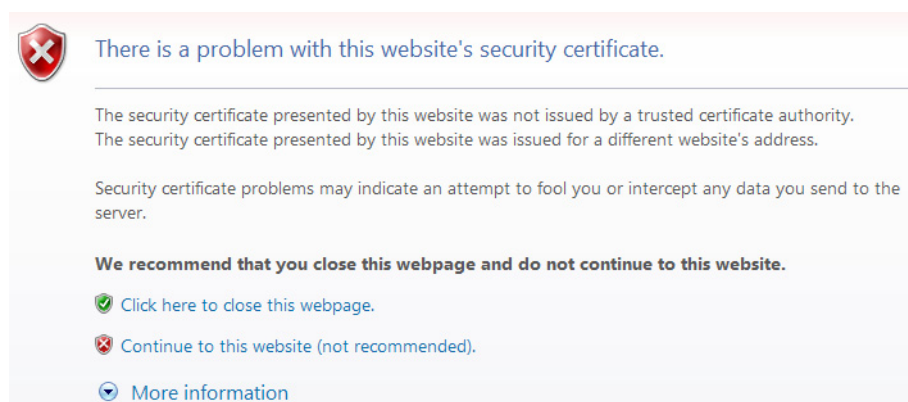 There is a problem with this website's security certificate.
The security certificate presented by this website was not issued by a trusted certificate authority.
The security certificate presented by this website was issued for a different website's address.
Security certificate problems may indicate an attempt to fool you or intercept any data you send to the
server.
We recommend that you close this webpage and do not continue to this website.
Click here to close this webpage.
Continue to this website (not recommended).
More information